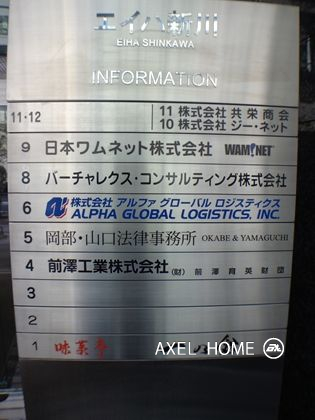 エイハ新川
EIHA SHINKAWA
INFORMATION
11・12 11 株式会社 共栄商会
10 株式会社 ジー・ネット
9 日本ワムネット株式会社 WAM!NET
8 バーチャレクス・コンサルティング株式会社
6 株式会社 アルファ グローバル ロジスティクス
ALPHA GLOBAL LOGISTICS, INC.
5 岡部・山口法律事務所 OKABE & YAMAGUCHI
4 前澤工業株式会社 (財) 前澤育英財団
3
2
1 味美亭
AXEL HOME